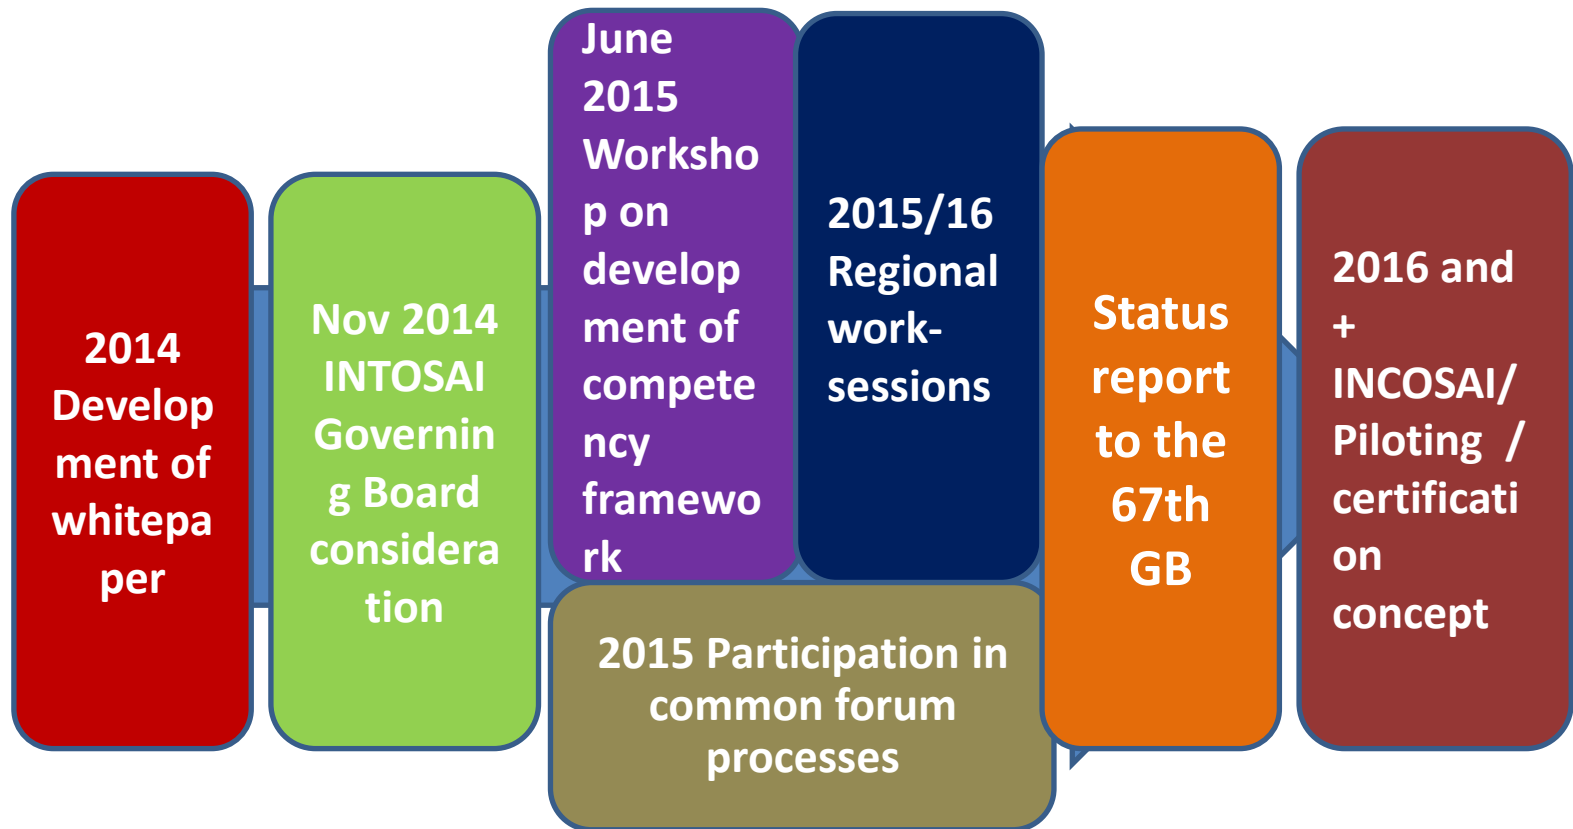 2014
Develop
ment of
whitepa
per
Nov 2014
INTOSAI
Governin
g Board
considera
tion
June
2015
Worksho
p on
develop
ment of
compete
ncy
framewo
rk
2015/16
Regional
work-
sessions
2015 Participation in
common forum
processes
Status
report
to the
67th
GB
2016 and
+
INCOSAI/
Piloting /
certificati
on
concept